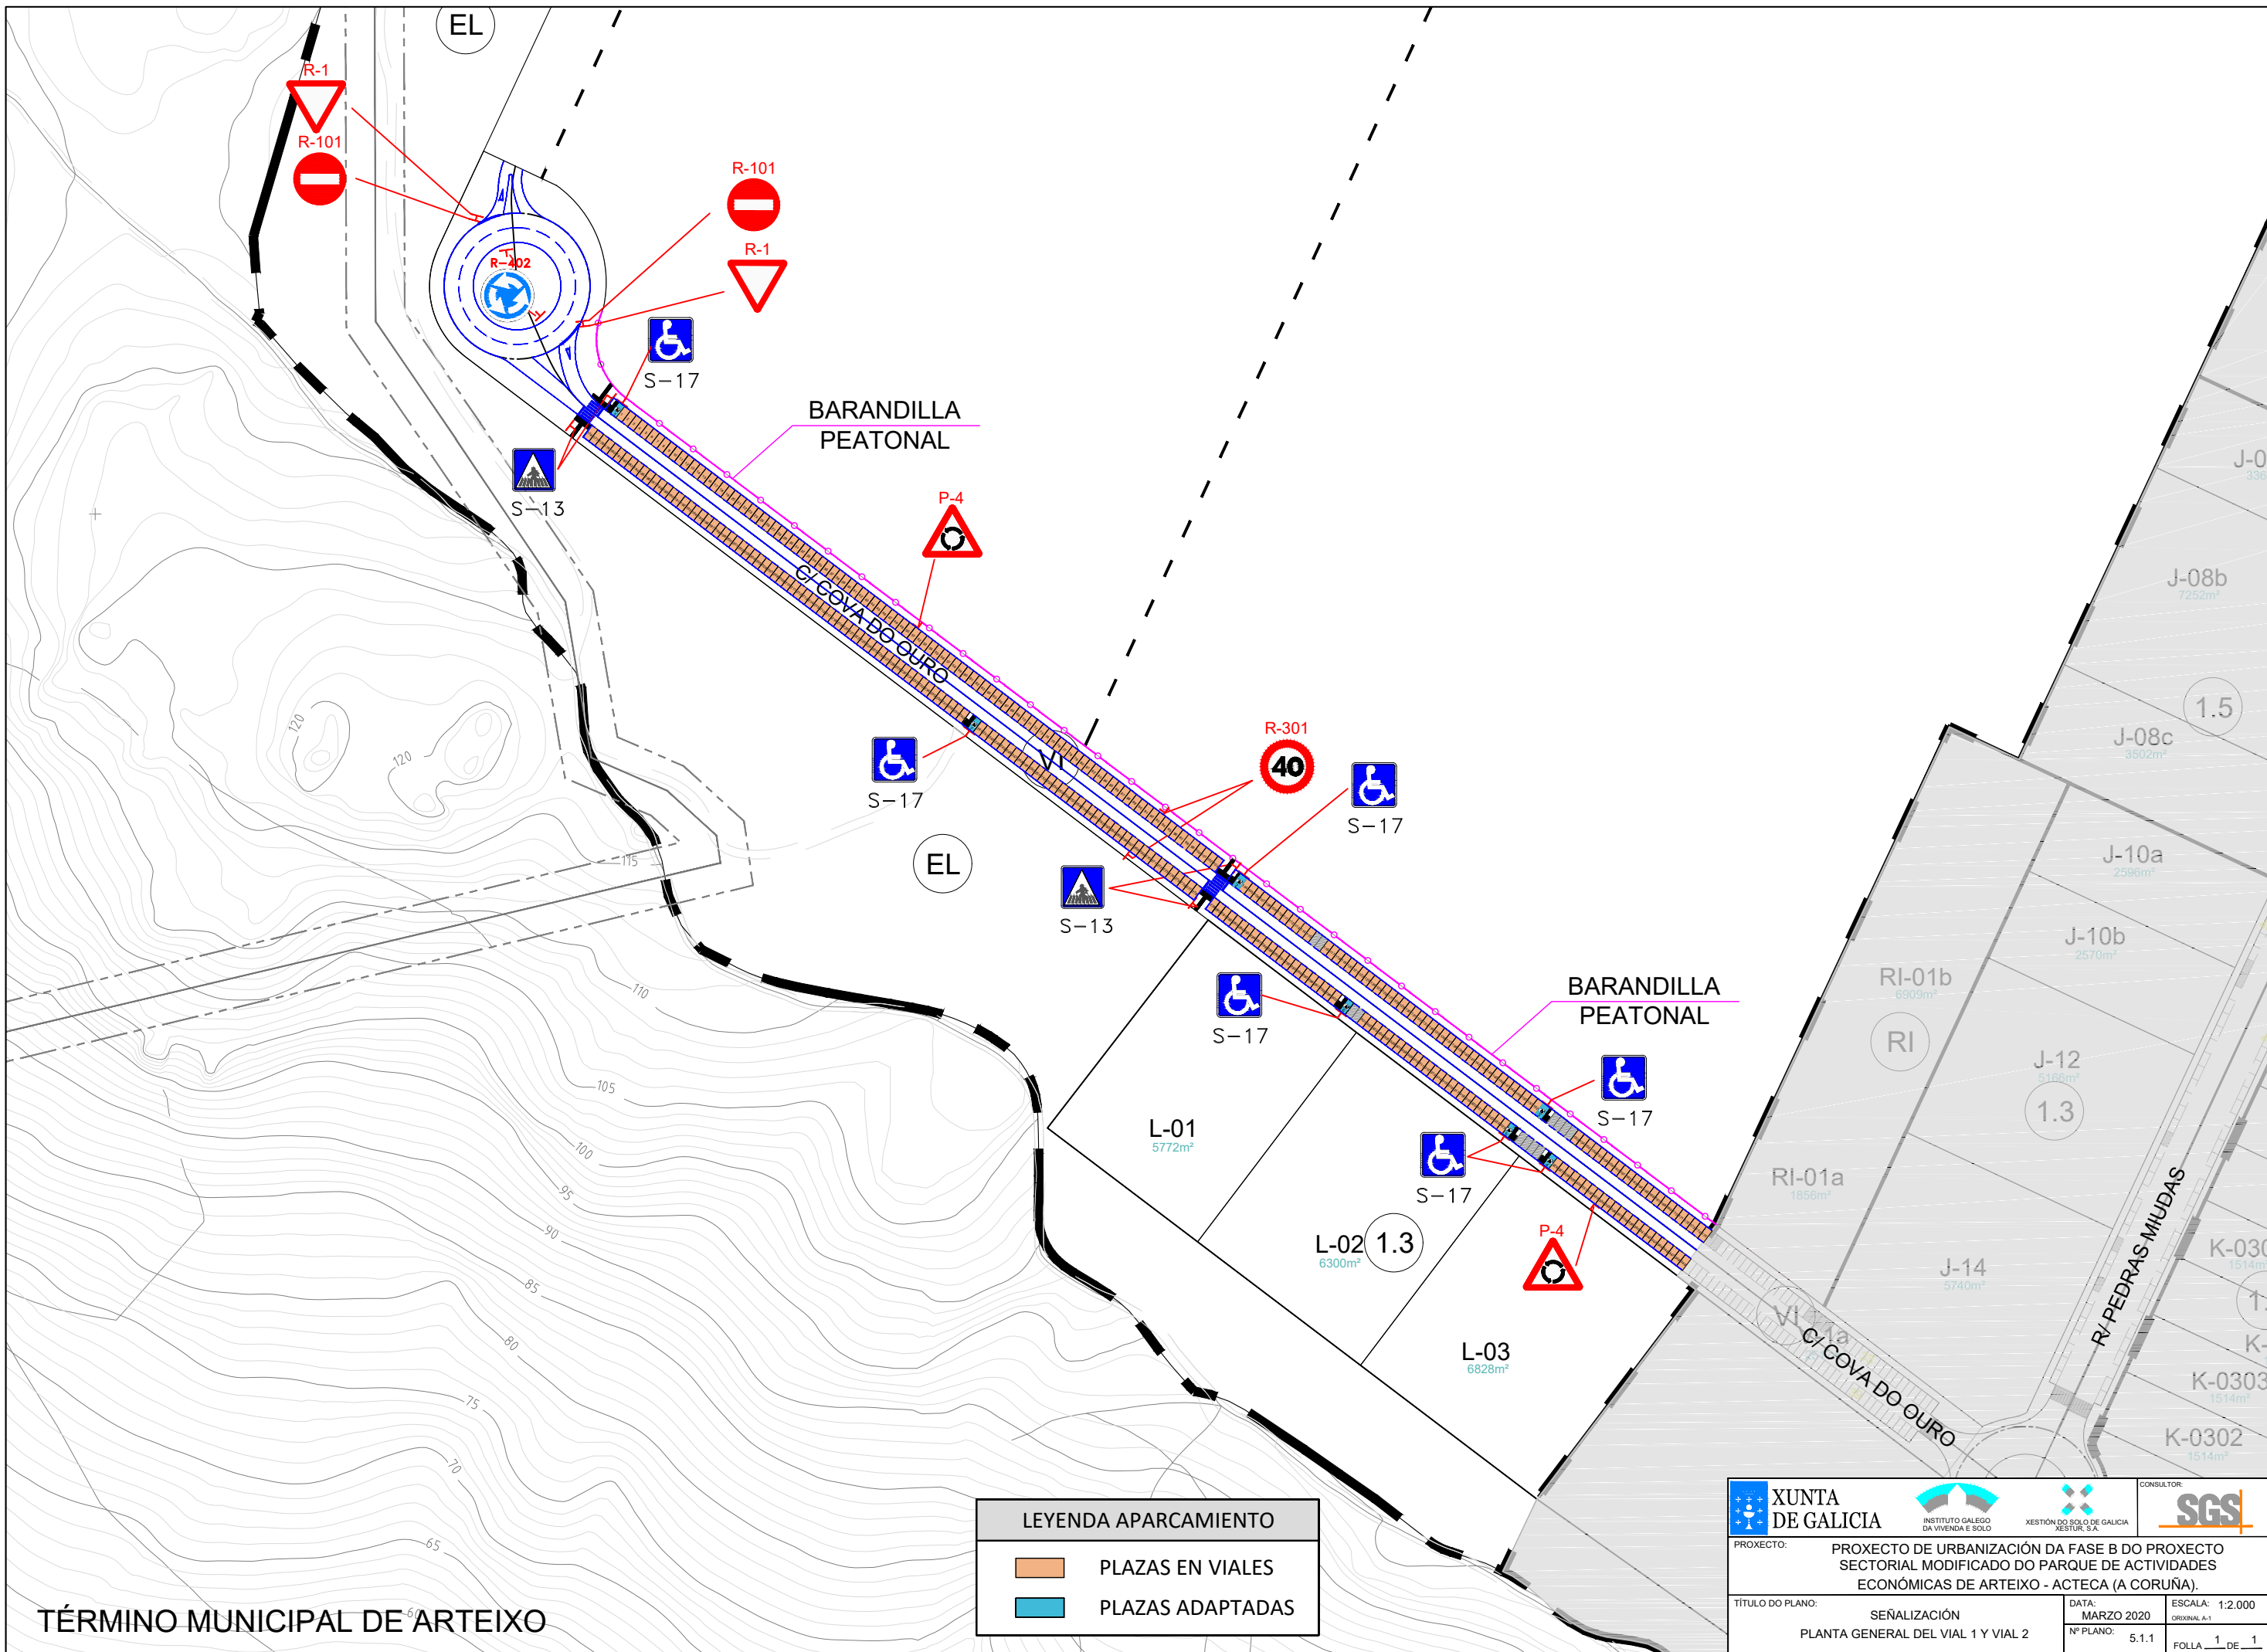 EL
R-1
R-101
R-101
R-1
R-402
S-17
BARANDILLA
PEATONAL
S-13
P-4
C/ COVA DO OURO
VI
R-301
40
S-17
S-17
EL
S-13
S-17
BARANDILLA
PEATONAL
S-17
S-17
P-4
L-01
5772m²
L-02
6300m²
1.3
L-03
6828m²
J-08b
7252m²
1.5
J-08c
3502m²
J-10a
2596m²
J-10b
2570m²
RI-01b
6909m²
RI
J-12
5166m²
1.3
RI-01a
1856m²
J-14
5740m²
R/ PEDRAS MIUDAS
C/ COVA DO OURO
K-0303
1514m²
K-0302
1514m²
120
120
115
110
105
100
95
90
85
80
75
70
65
60
TÉRMINO MUNICIPAL DE ARTEIXO
LEYENDA APARCAMIENTO
PLAZAS EN VIALES
PLAZAS ADAPTADAS
XUNTA
DE GALICIA
INSTITUTO GALEGO
DA VIVENDA E SOLO
XESTIÓN DO SOLO DE GALICIA
XESTUR, S.A.
CONSULTOR:
SGS
PROXECTO:
PROXECTO DE URBANIZACIÓN DA FASE B DO PROXECTO
SECTORIAL MODIFICADO DO PARQUE DE ACTIVIDADES
ECONÓMICAS DE ARTEIXO - ACTECA (A CORUÑA).
TÍTULO DO PLANO:
SEÑALIZACIÓN
PLANTA GENERAL DEL VIAL 1 Y VIAL 2
DATA:
MARZO 2020
ESCALA: 1:2.000
ORIXINAL A-1
Nº PLANO:
5.1.1
FOLLA 1 DE 1